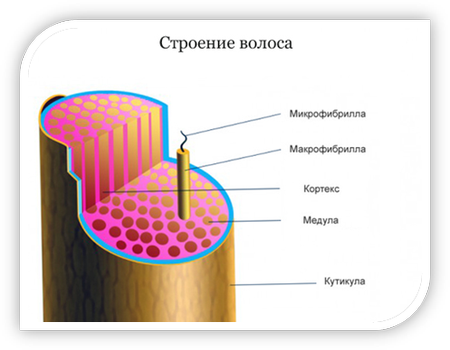 Строение волоса
Микрофибрилла
Макрофибрилла
Кортекс
Медула
Кутикула